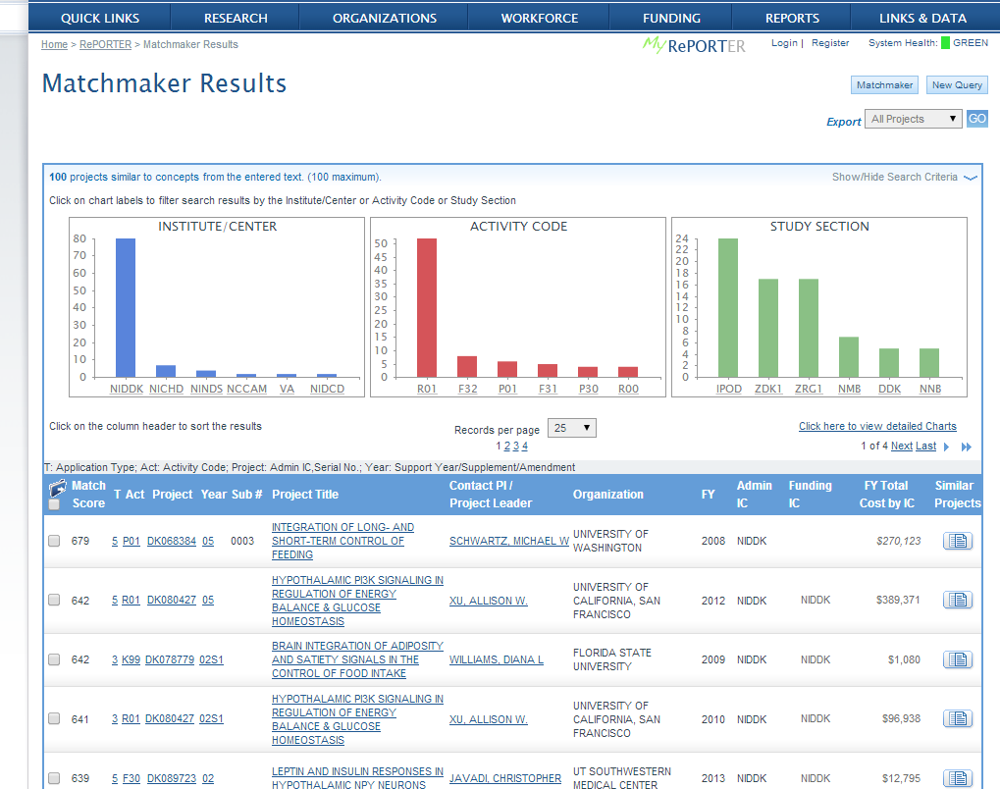 QUICK LINKS RESEARCH ORGANIZATIONS WORKFORCE FUNDING REPORTS LINKS & DATA
Home > RePORTER > Matchmaker Results
My RePORTER Login | Register System Health: GREEN
Matchmaker Results
Matchmaker New Query
Export All Projects GO
100 projects similar to concepts from the entered text. (100 maximum). Show/Hide Search Criteria
Click on chart labels to filter search results by the Institute/Center or Activity Code or Study Section
INSTITUTE/CENTER
80
70
60
50
40
30
20
10
0
NIDDK NICHD NINDS NCCAM VA NIDCD
ACTIVITY CODE
50
45
40
35
30
25
20
15
10
5
0
R01 F32 P01 F31 P30 R00
STUDY SECTION
24
22
20
18
16
14
12
10
8
6
4
2
0
IPOD ZDK1 ZRG1 NMB DDK NNB
Click on the column header to sort the results
Records per page 25
1 2 3 4
Click here to view detailed Charts
1 of 4 Next Last
T: Application Type; Act: Activity Code; Project: Admin IC,Serial No.; Year: Support Year/Supplement/Amendment
Match Score T Act Project Year Sub # Project Title Contact PI / Project Leader Organization FY Admin IC Funding IC FY Total Cost by IC Similar Projects
679 5 P01 DK068384 05 0003 INTEGRATION OF LONG- AND SHORT-TERM CONTROL OF FEEDING SCHWARTZ, MICHAEL W UNIVERSITY OF WASHINGTON 2008 NIDDK $270,123
642 5 R01 DK080427 05 HYPOTHALAMIC PI3K SIGNALING IN REGULATION OF ENERGY BALANCE & GLUCOSE HOMEOSTASIS XU, ALLISON W. UNIVERSITY OF CALIFORNIA, SAN FRANCISCO 2012 NIDDK NIDDK $389,371
642 3 K99 DK078779 02S1 BRAIN INTEGRATION OF ADIPOSITY AND SATIETY SIGNALS IN THE CONTROL OF FOOD INTAKE WILLIAMS, DIANA L FLORIDA STATE UNIVERSITY 2009 NIDDK NIDDK $1,080
641 3 R01 DK080427 02S1 HYPOTHALAMIC PI3K SIGNALING IN REGULATION OF ENERGY BALANCE & GLUCOSE HOMEOSTASIS XU, ALLISON W. UNIVERSITY OF CALIFORNIA, SAN FRANCISCO 2010 NIDDK NIDDK $96,938
639 5 F30 DK089723 02 LEPTIN AND INSULIN RESPONSES IN HYPOTHALAMIC NPY NEURONS JAVADI, CHRISTOPHER UT SOUTHWESTERN MEDICAL CENTER 2013 NIDDK NIDDK $12,795